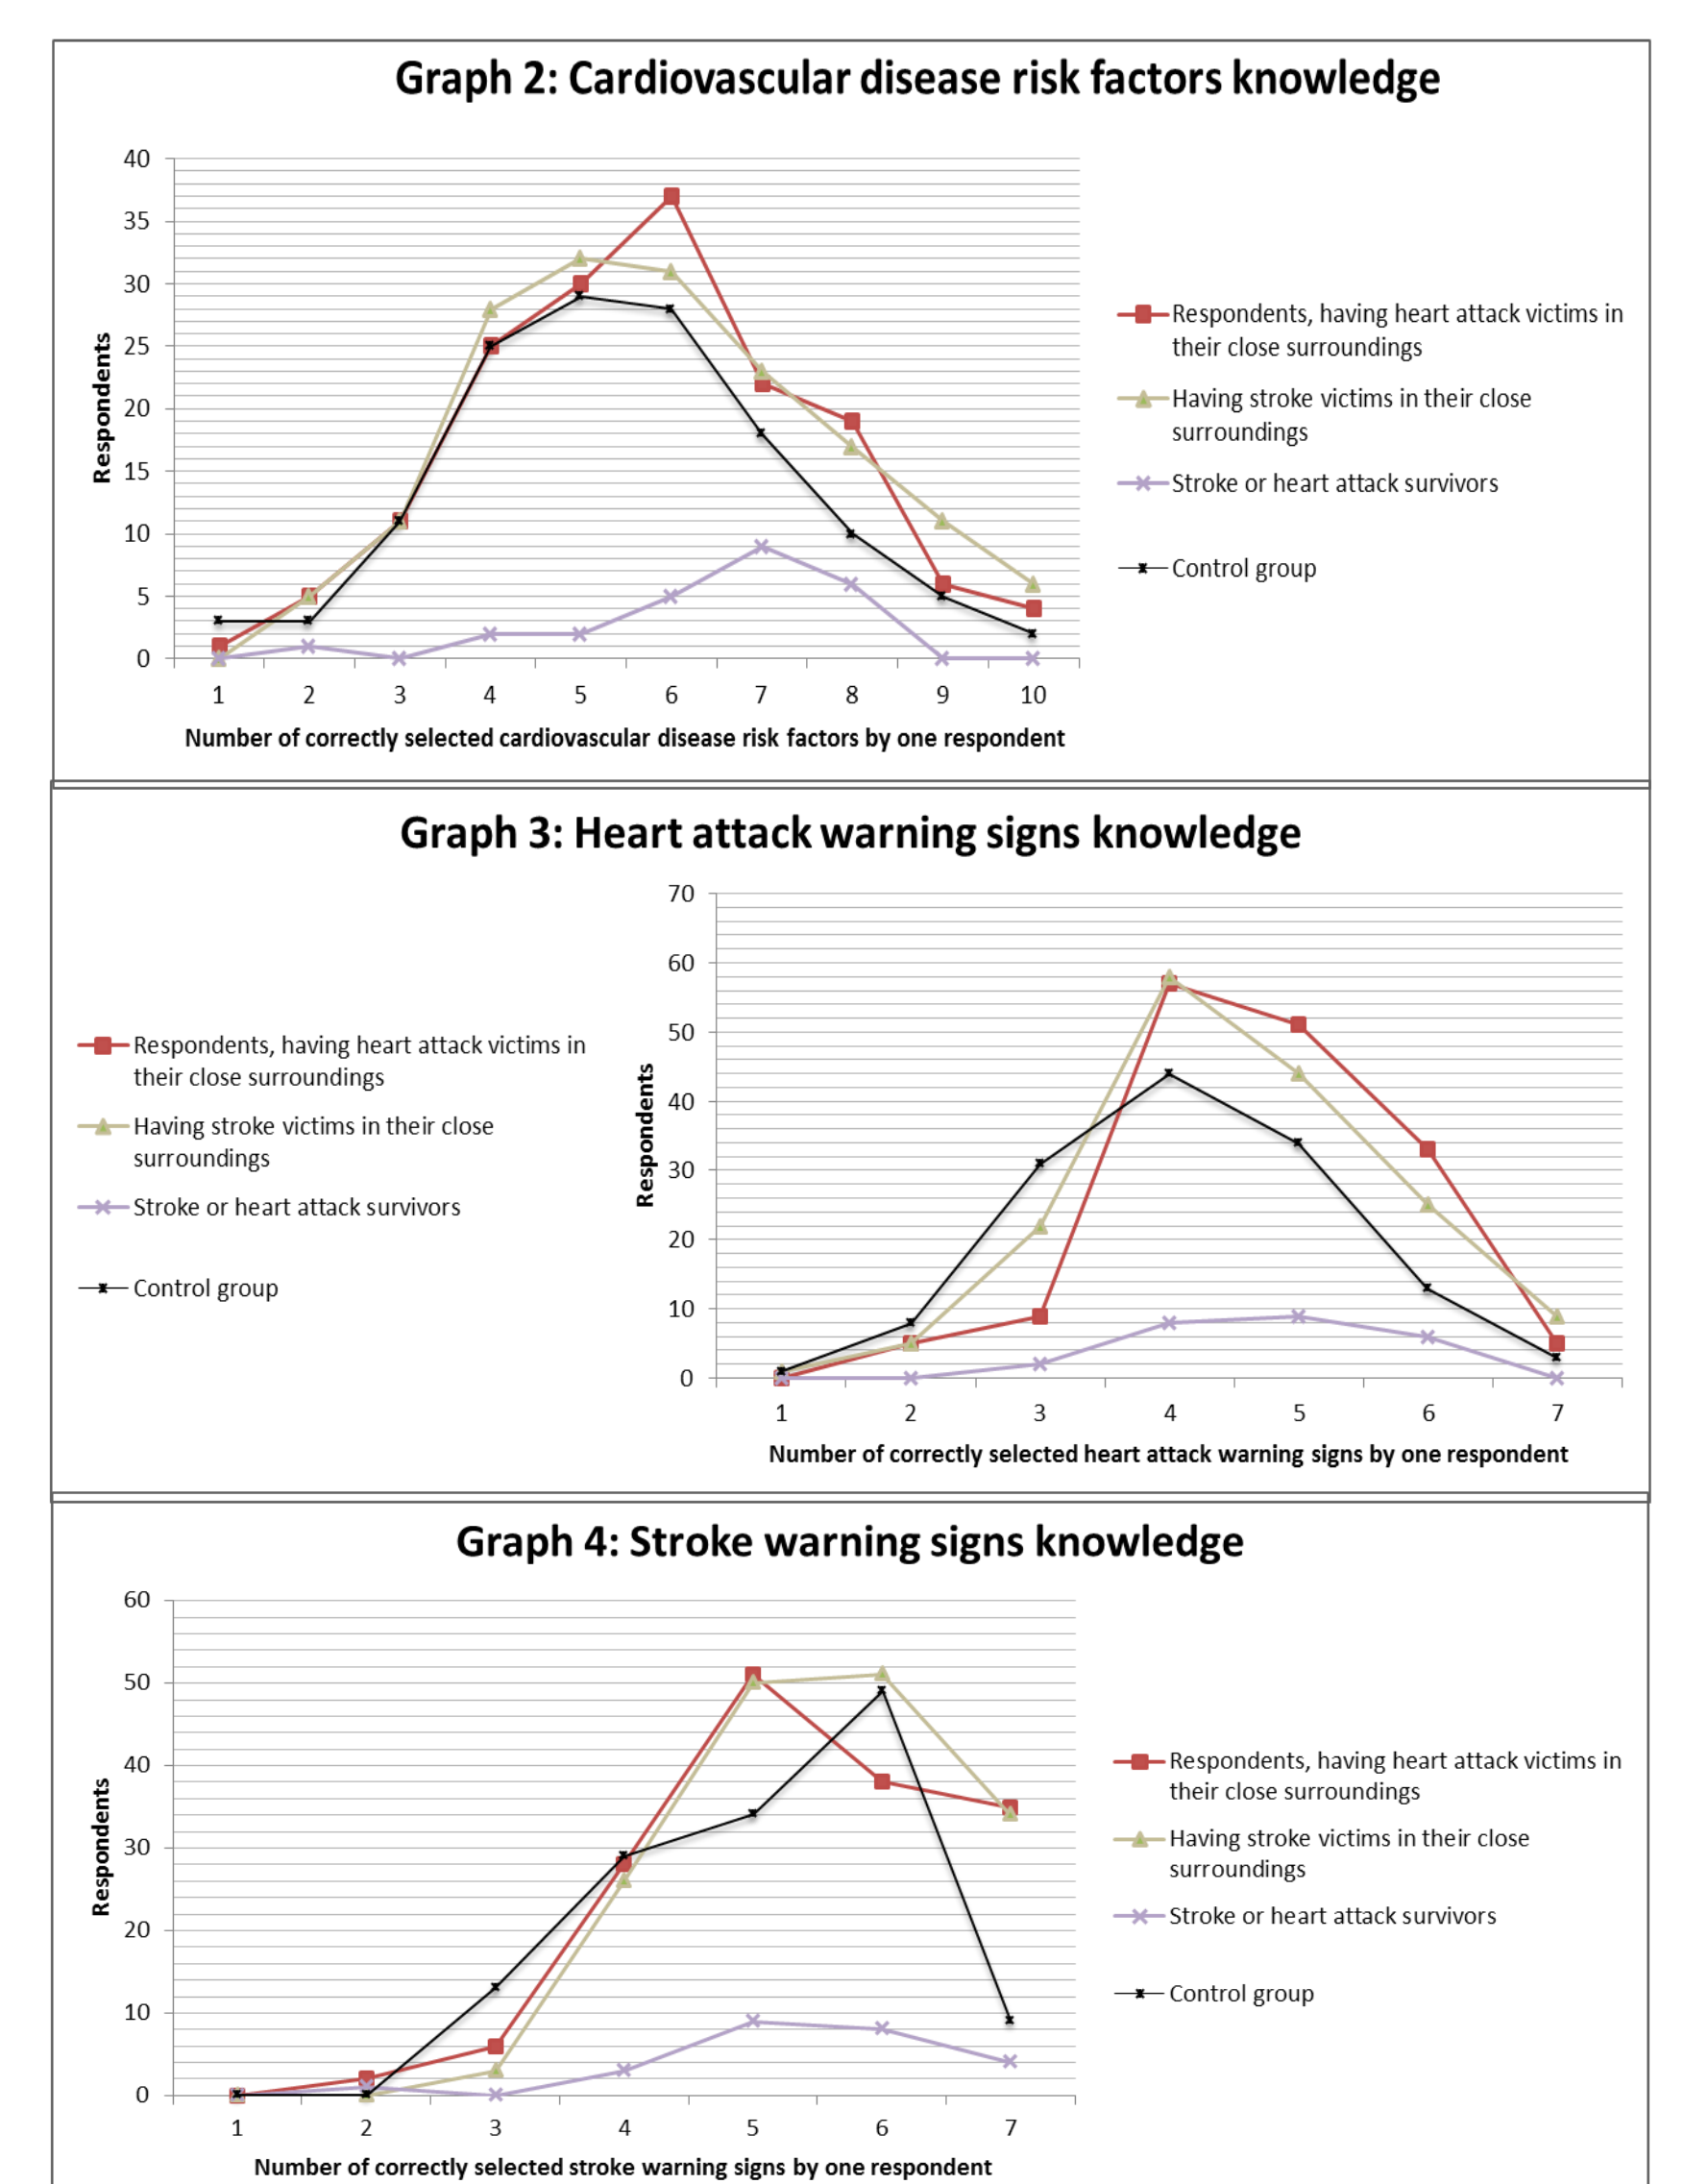 Graph 2: Cardiovascular disease risk factors knowledge
40
35
30
25
20
15
10
5
0
Respondents
1 2 3 4 5 6 7 8 9 10
Number of correctly selected cardiovascular disease risk factors by one respondent
Respondents, having heart attack victims in
their close surroundings
Having stroke victims in their close
surroundings
Stroke or heart attack survivors
Control group
Graph 3: Heart attack warning signs knowledge
Respondents, having heart attack victims in
their close surroundings
Having stroke victims in their close
surroundings
Stroke or heart attack survivors
Control group
70
60
50
40
30
20
10
0
Respondents
1 2 3 4 5 6 7
Number of correctly selected heart attack warning signs by one respondent
Graph 4: Stroke warning signs knowledge
60
50
40
30
20
10
0
Respondents
1 2 3 4 5 6 7
Number of correctly selected stroke warning signs by one respondent
Respondents, having heart attack victims in
their close surroundings
Having stroke victims in their close
surroundings
Stroke or heart attack survivors
Control group